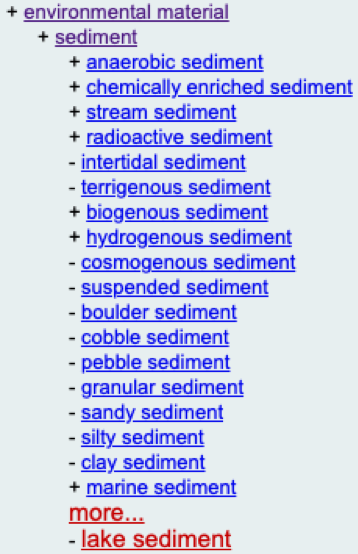 + environmental material
+ sediment
+ anaerobic sediment
+ chemically enriched sediment
+ stream sediment
+ radioactive sediment
- intertidal sediment
- terrigenous sediment
+ biogenous sediment
+ hydrogenous sediment
- cosmogenous sediment
- suspended sediment
- boulder sediment
- cobble sediment
- pebble sediment
- granular sediment
- sandy sediment
- silty sediment
- clay sediment
+ marine sediment
more...
- lake sediment